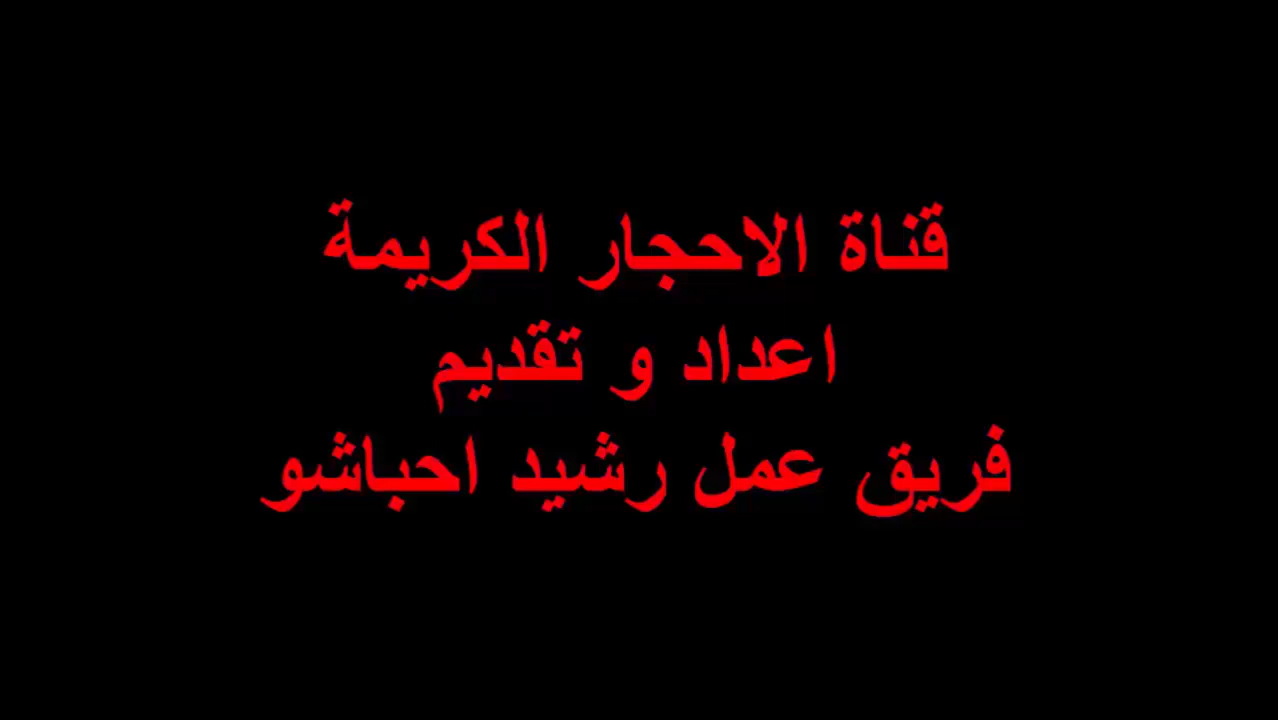 قناة الاحجار الكريمة
اعداد و تقديم
فريق عمل رشيد احباشو